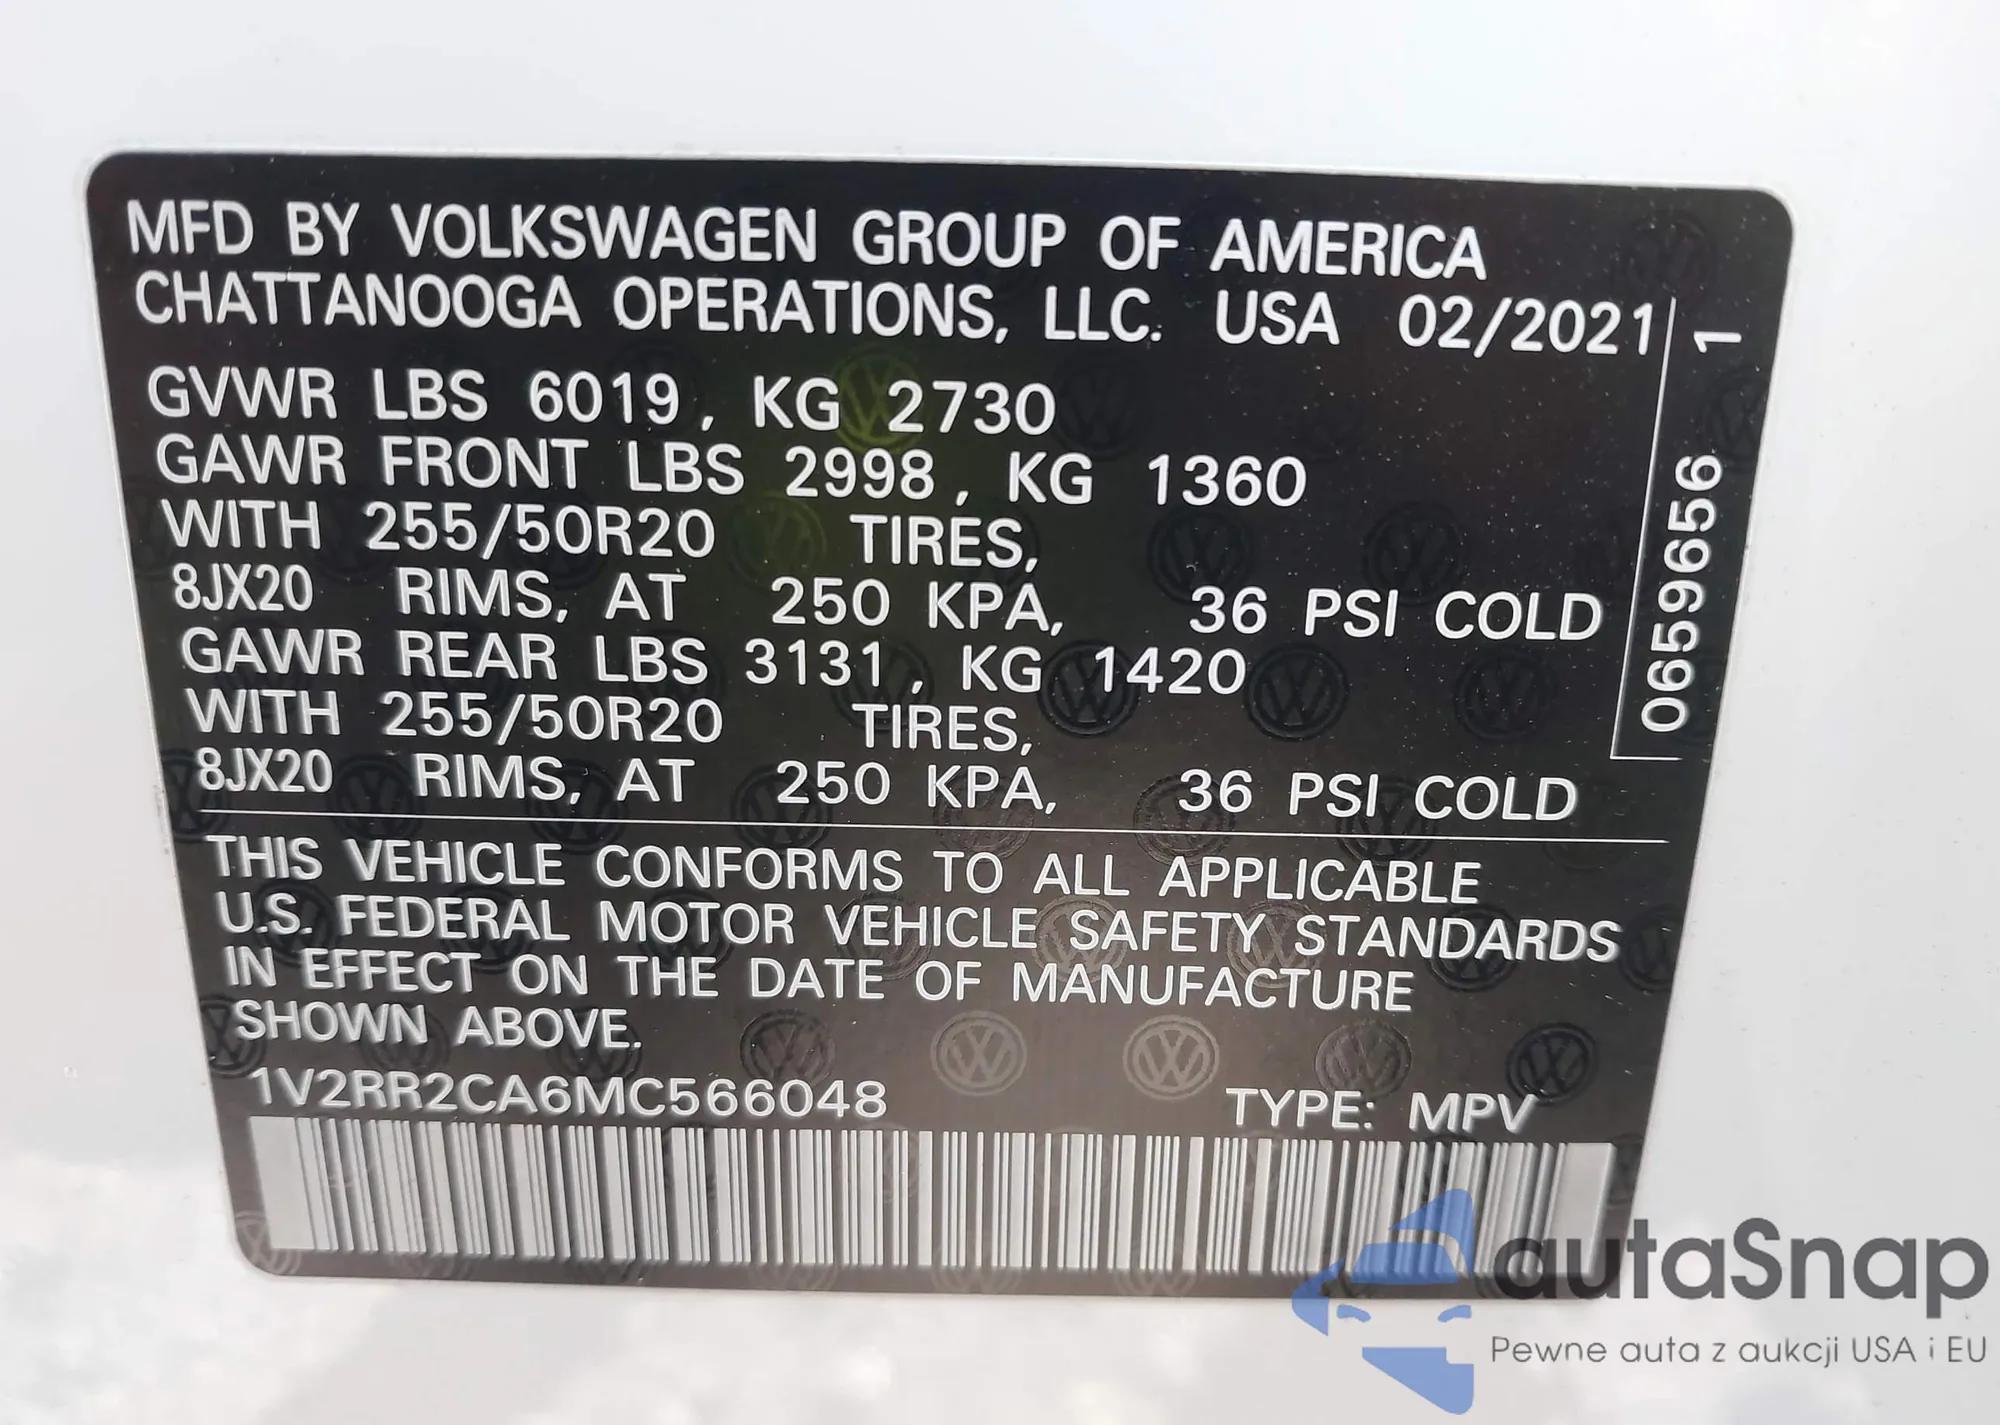 MFD BY VOLKSWAGEN GROUP OF AMERICA
CHATTANOOGA OPERATIONS, LLC. USA 02/2021
GVWR LBS 6019, KG 2730
GAWR FRONT LBS 2998, KG 1360
WITH 255/50R20 TIRES,
8JX20 RIMS, AT 250 KPA, 36 PSI COLD
GAWR REAR LBS 3131, KG 1420
WITH 255/50R20 TIRES,
8JX20 RIMS, AT 250 KPA, 36 PSI COLD
0659656 1
THIS VEHICLE CONFORMS TO ALL APPLICABLE
U.S. FEDERAL MOTOR VEHICLE SAFETY STANDARDS
IN EFFECT ON THE DATE OF MANUFACTURE
SHOWN ABOVE.
1V2RR2CA6MC566048 TYPE: MPV
autaSnap
Pewne auta z aukcji USA i EU